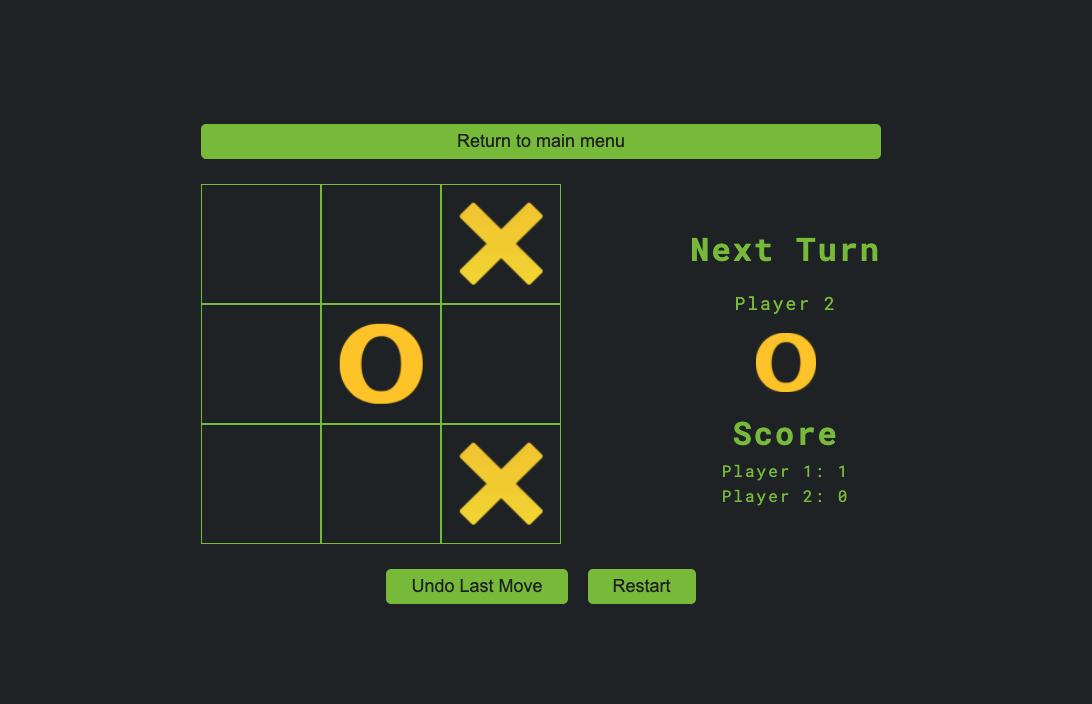 Return to main menu
Next Turn
Player 2
O
Score
Player 1: 1
Player 2: 0
X
O
X
Undo Last Move
Restart